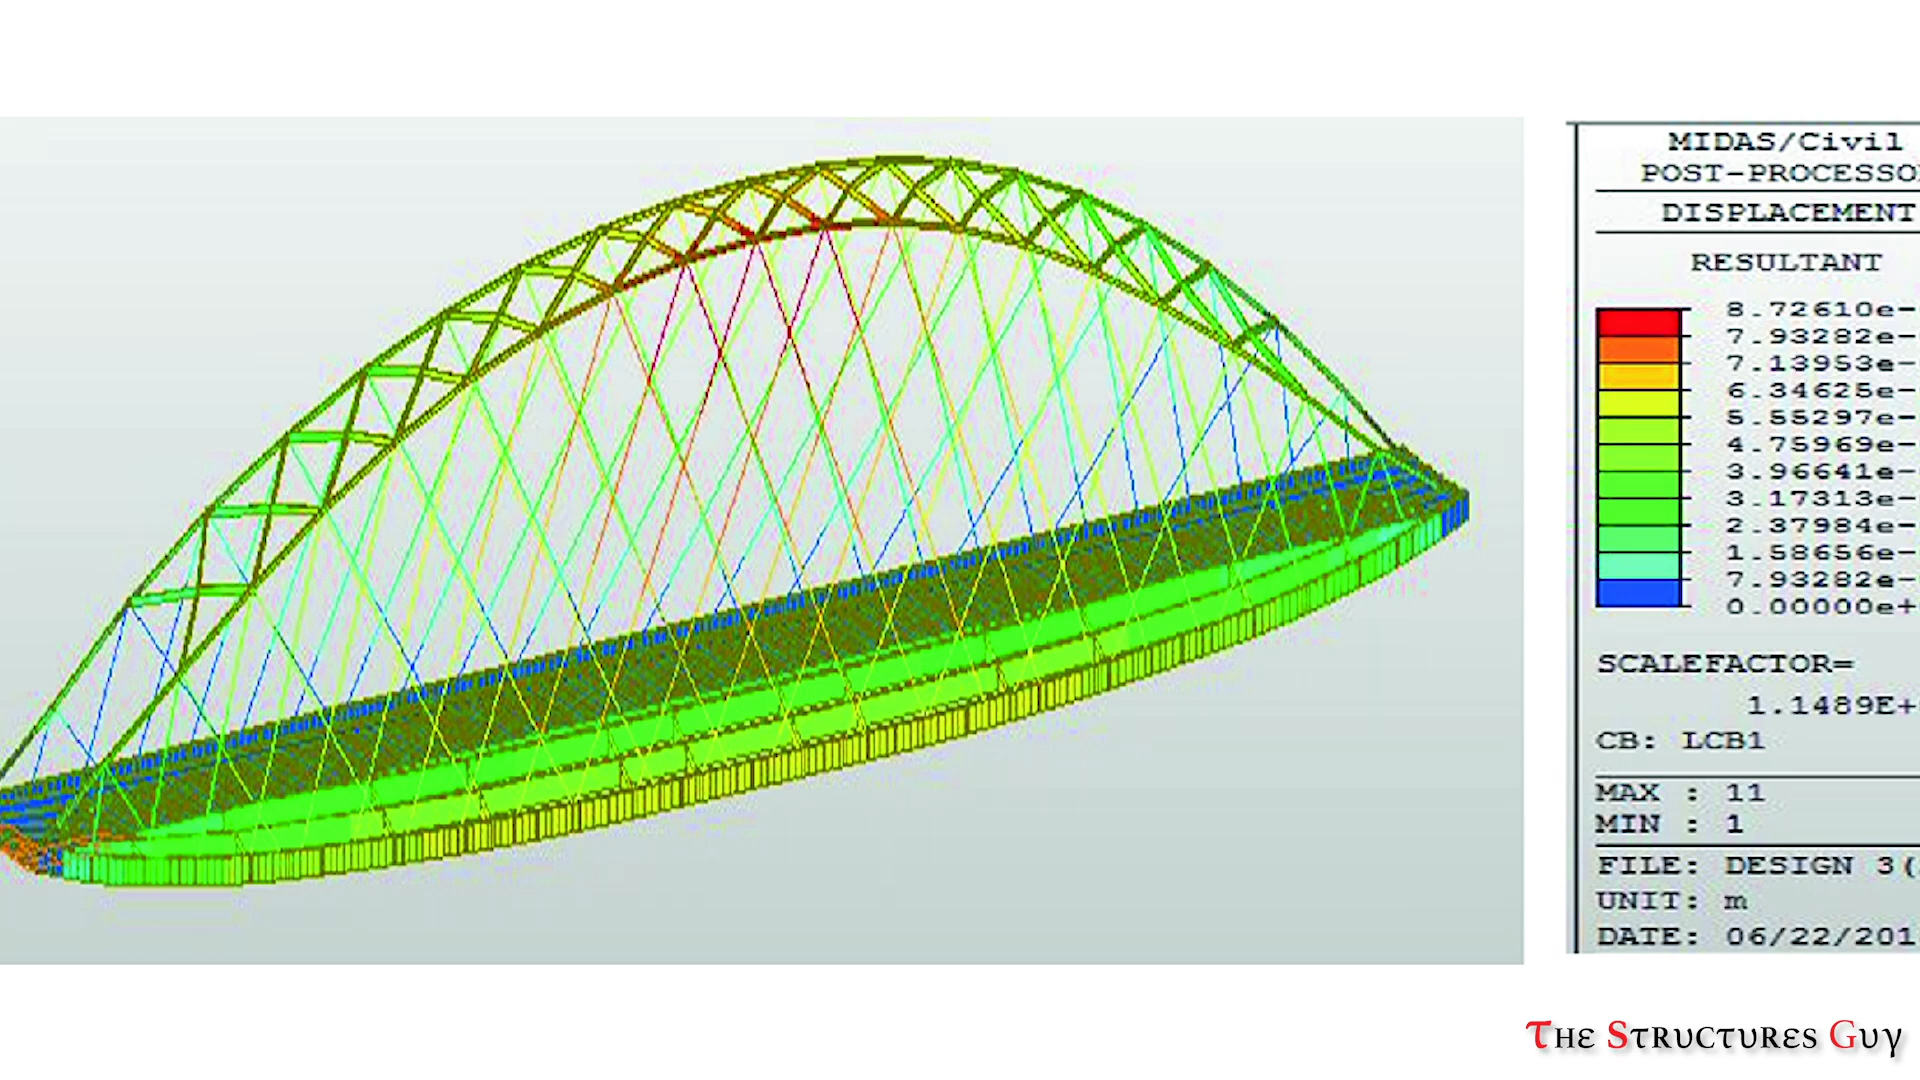 MIDAS/Civil
POST-PROCESSO
DISPLACEMENT
RESULTANT
8.72610e-
7.93282e-
7.13953e-
6.34625e-
5.55297e-
4.75969e-
3.96641e-
3.17313e-
2.37984e-
1.58656e-
7.93282e-
0.00000e+
SCALEFACTOR=
1.1489E+
CB: LCB1
MAX : 11
MIN : 1
FILE: DESIGN 3(
UNIT: m
DATE: 06/22/201
THE STRUCTURES GUY